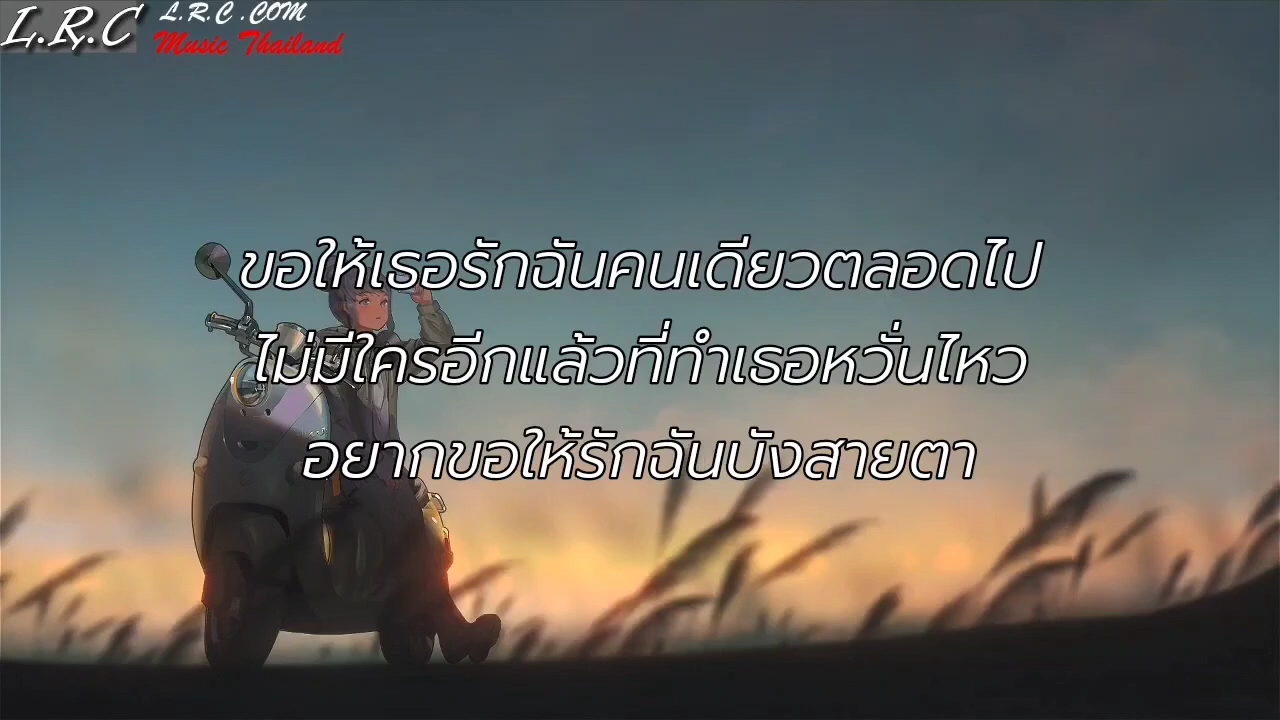 L.R.C
L.R.C .COM
Music Thailand
ขอให้เธอรักฉันคนเดียวตลอดไป
ไม่มีใครอีกแล้วที่ทำเธอหวั่นไหว
อยากขอให้รักฉันบังสายตา